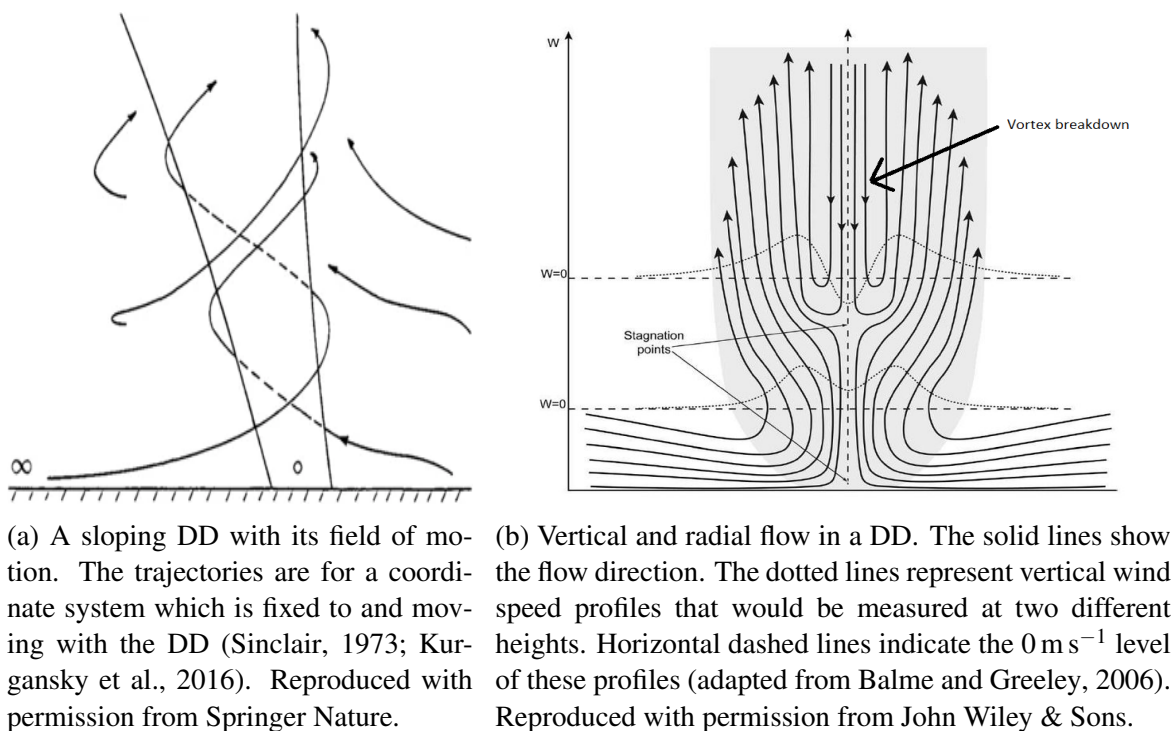 ∞
o
W
Vortex breakdown
W=0
Stagnation
points
W=0
(a) A sloping DD with its field of mo-
tion. The trajectories are for a coordi-
nate system which is fixed to and mov-
ing with the DD (Sinclair, 1973; Kur-
gansky et al., 2016). Reproduced with
permission from Springer Nature.
(b) Vertical and radial flow in a DD. The solid lines show
the flow direction. The dotted lines represent vertical wind
speed profiles that would be measured at two different
heights. Horizontal dashed lines indicate the 0 m s⁻¹ level
of these profiles (adapted from Balme and Greeley, 2006).
Reproduced with permission from John Wiley & Sons.